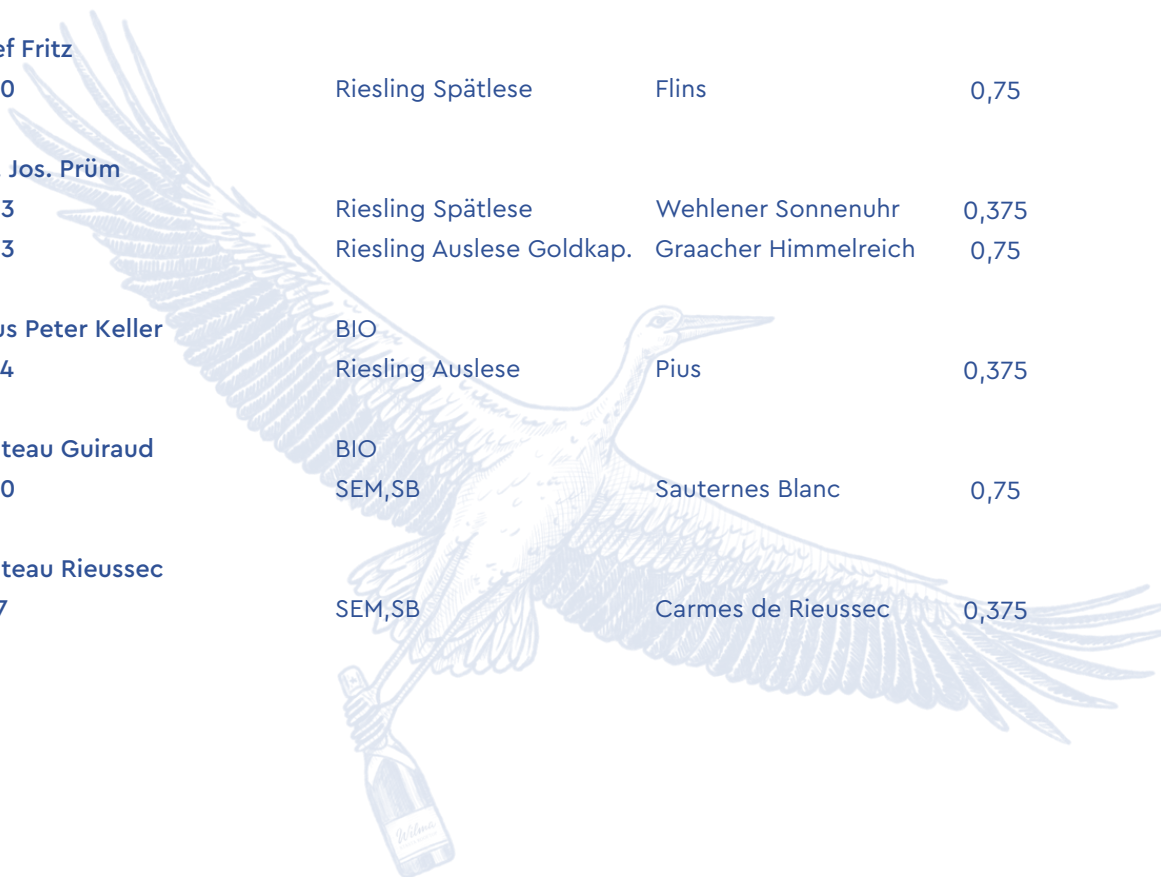 ef Fritz
0 Riesling Spätlese Flins 0,75
Jos. Prüm
3 Riesling Spätlese Wehlener Sonnenuhr 0,375
3 Riesling Auslese Goldkap. Graacher Himmelreich 0,75
us Peter Keller BIO
4 Riesling Auslese Pius 0,375
teau Guiraud BIO
0 SEM,SB Sauternes Blanc 0,75
teau Rieussec
7 SEM,SB Carmes de Rieussec 0,375
Wilma